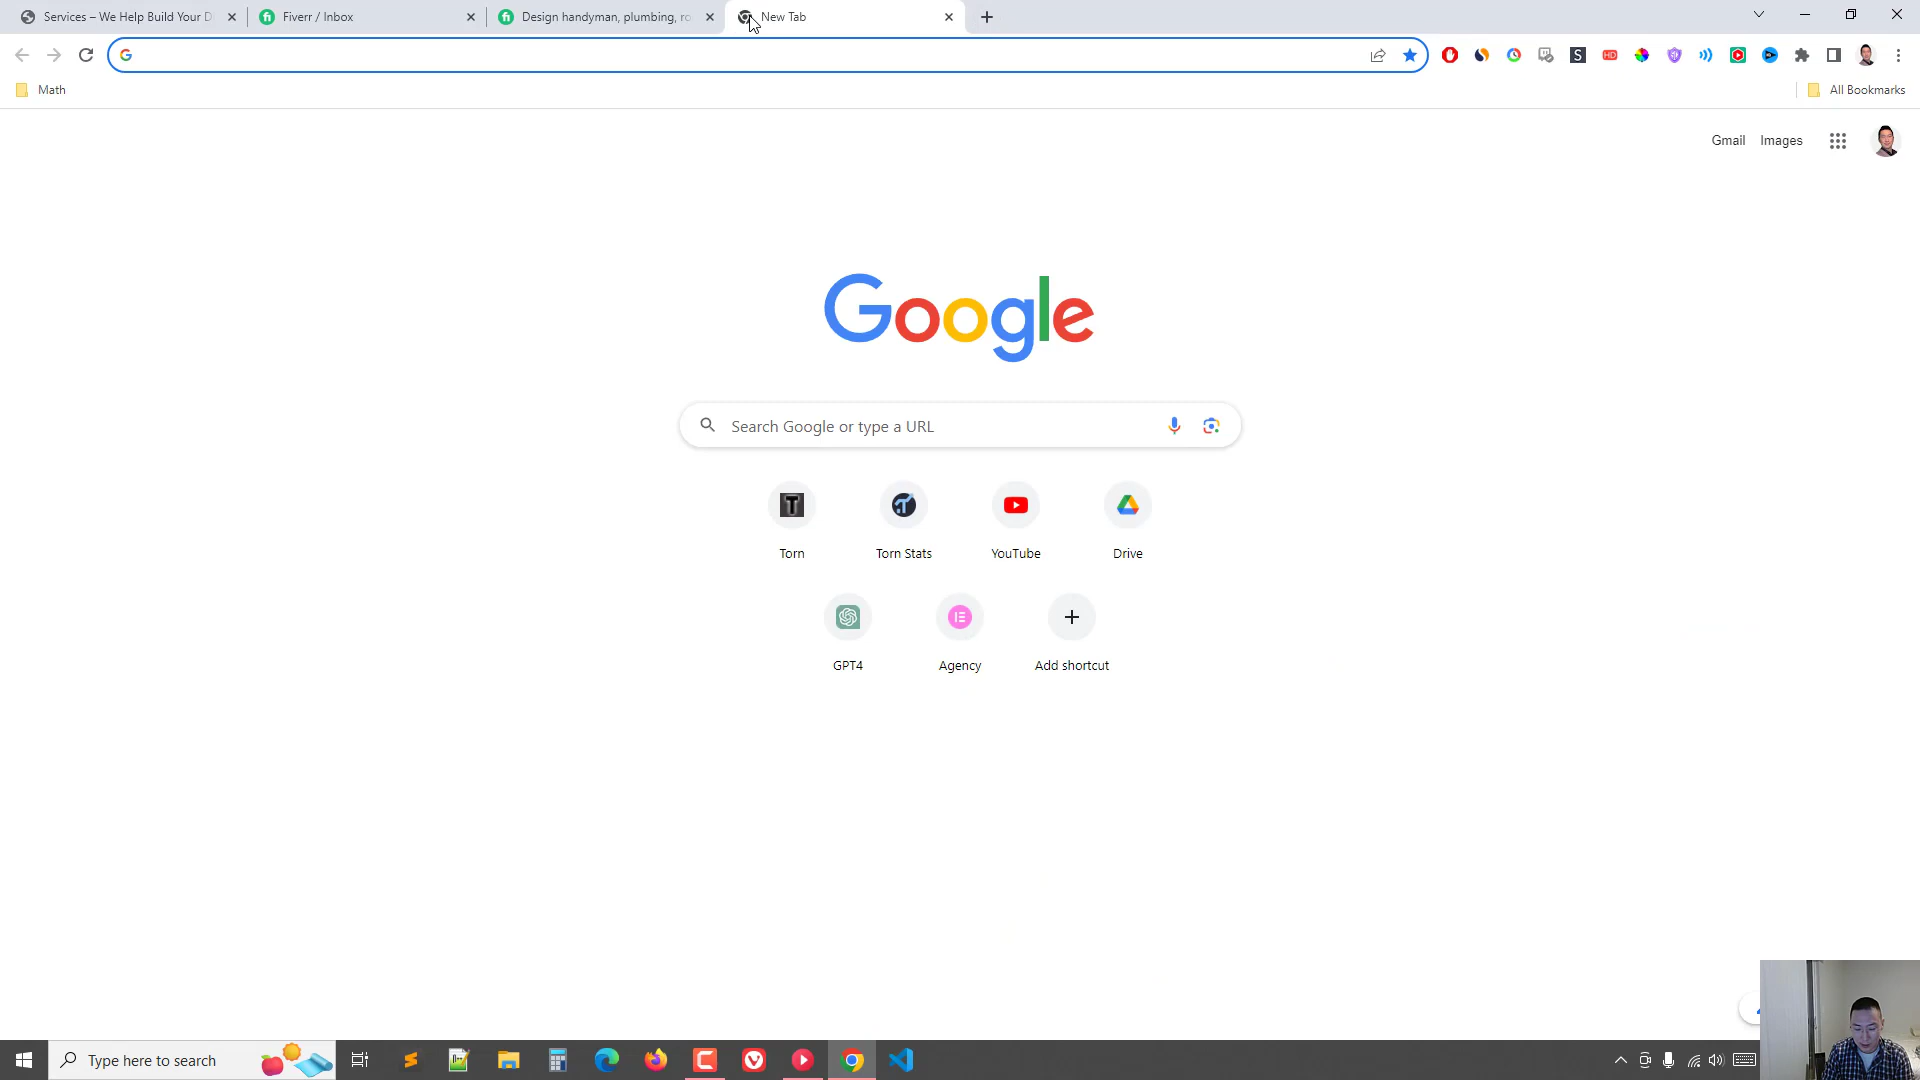 Services – We Help Build Your D
Fiverr / Inbox
Design handyman, plumbing, ro
New Tab
Math
All Bookmarks
Gmail
Images
Google
Search Google or type a URL
Torn
Torn Stats
YouTube
Drive
GPT4
Agency
Add shortcut
Type here to search